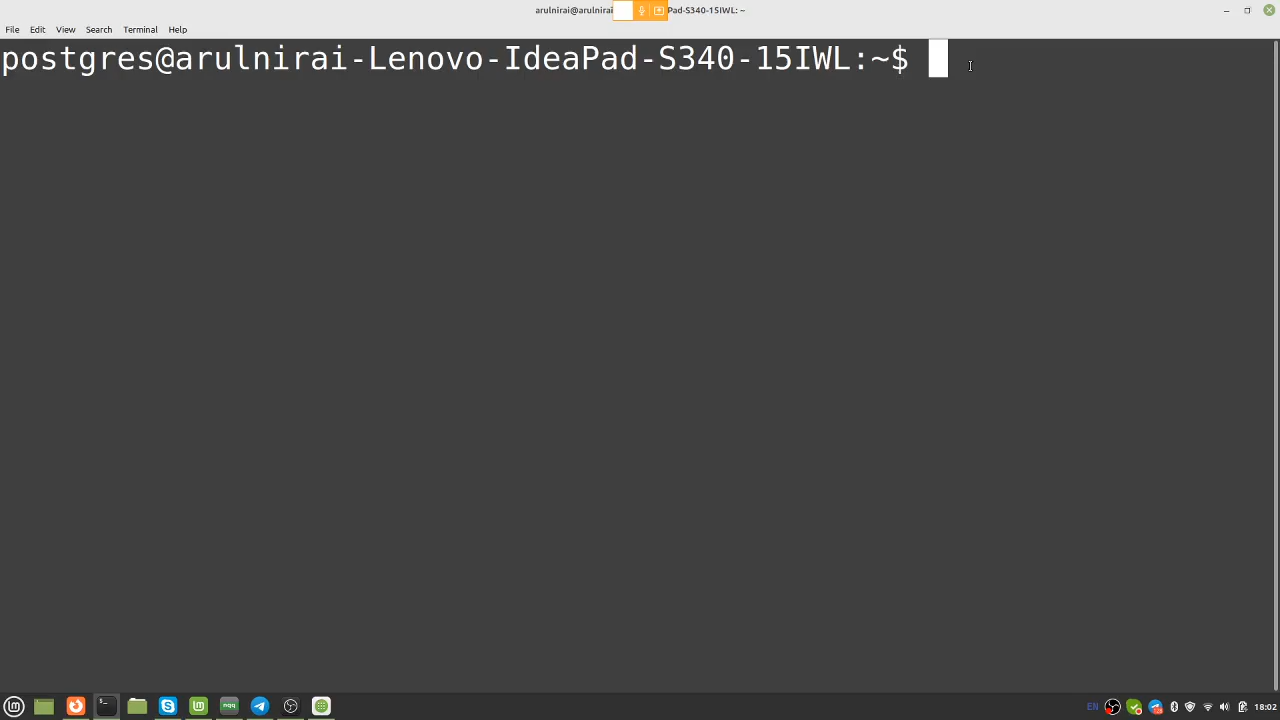 arulnirai@arulnirai Pad-S340-15IWL: ~
File Edit View Search Terminal Help
postgres@arulnirai-Lenovo-IdeaPad-S340-15IWL:~$
nqq
EN
18:02